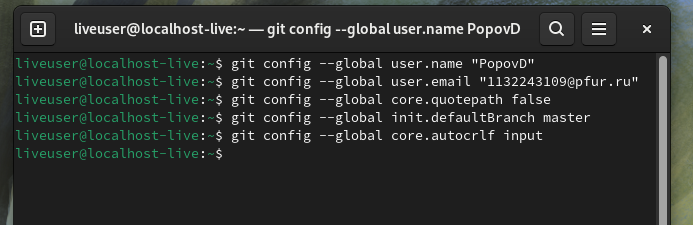 liveuser@localhost-live:~ — git config --global user.name PopovD
liveuser@localhost-live:~$ git config --global user.name "PopovD"
liveuser@localhost-live:~$ git config --global user.email "1132243109@pfur.ru"
liveuser@localhost-live:~$ git config --global core.quotepath false
liveuser@localhost-live:~$ git config --global init.defaultBranch master
liveuser@localhost-live:~$ git config --global core.autocrlf input
liveuser@localhost-live:~$